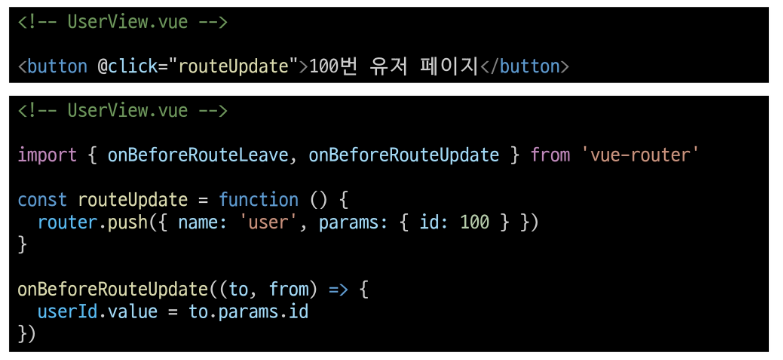 <!-- UserView.vue -->
<button @click="routeUpdate">100번 유저 페이지</button>
<!-- UserView.vue -->
import { onBeforeRouteLeave, onBeforeRouteUpdate } from 'vue-router'
const routeUpdate = function () {
  router.push({ name: 'user', params: { id: 100 } })
}
onBeforeRouteUpdate((to, from) => {
  userId.value = to.params.id
})